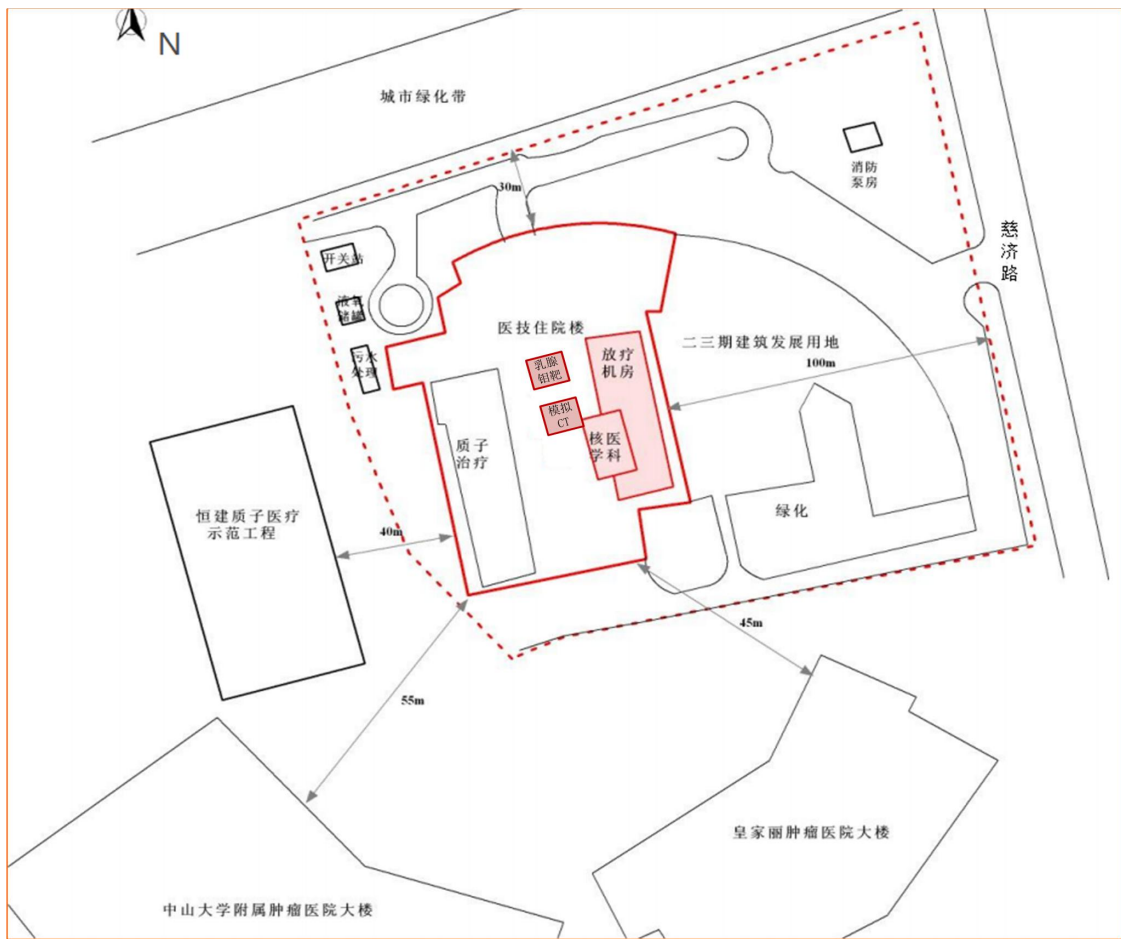 N
城市绿化带
消防
泵房
30m
慈济路
开关站
液氧
储罐
医技住院楼
二三期建筑发展用地
污水
处理
乳腺
钼靶
放疗
机房
100m
模拟
CT
核医
学科
质子
治疗
恒建质子医疗
示范工程
绿化
40m
45m
55m
皇家丽肿瘤医院大楼
中山大学附属肿瘤医院大楼